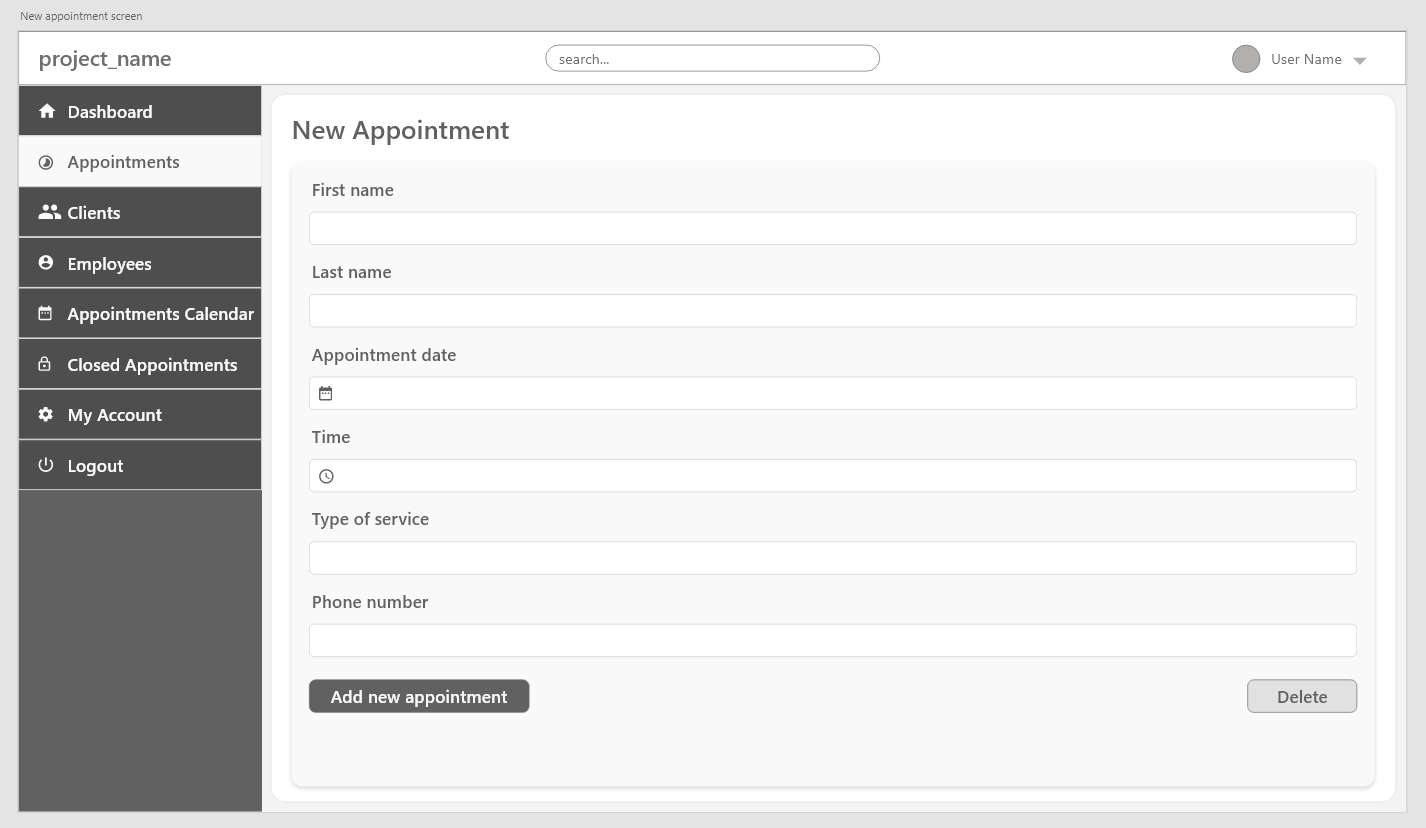 New appointment screen
project_name
search...
User Name
Dashboard
Appointments
Clients
Employees
Appointments Calendar
Closed Appointments
My Account
Logout
New Appointment
First name
Last name
Appointment date
Time
Type of service
Phone number
Add new appointment
Delete